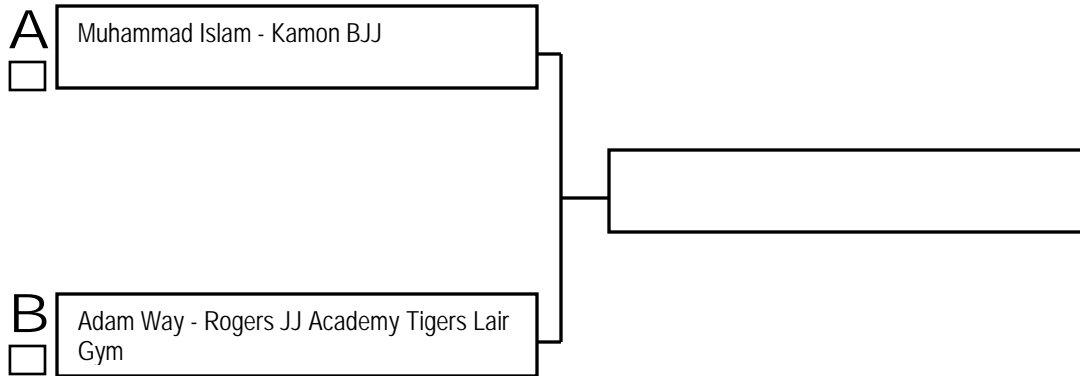 A
Muhammad Islam - Kamon BJJ
B
Adam Way - Rogers JJ Academy Tigers Lair
Gym